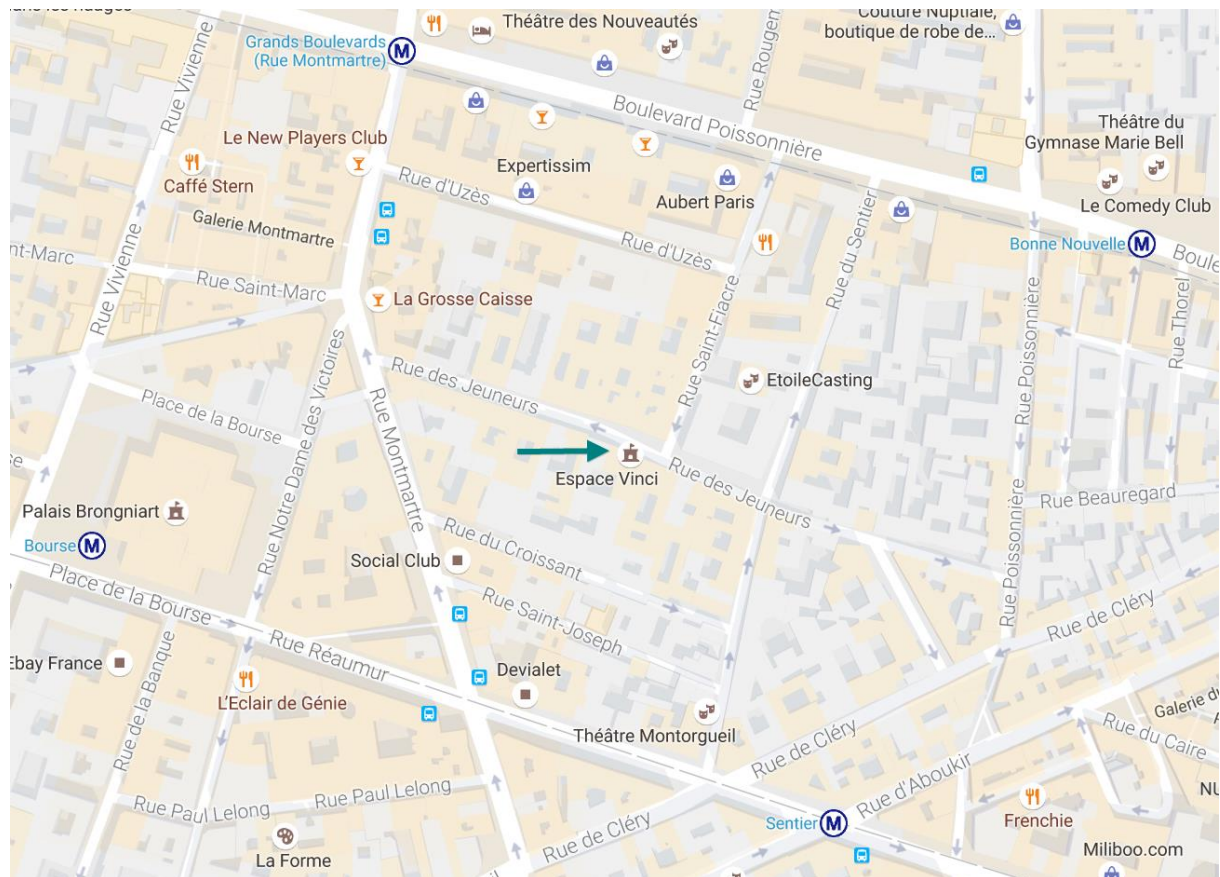 Théâtre des Nouveautés
Couture Nuptiale,
boutique de robe de...
Grands Boulevards
(Rue Montmartre)
M
Rue Vivienne
Boulevard Poissonnière
Théâtre du
Gymnase Marie Bell
Le New Players Club
Caffé Stern
Expertissim
Rue d'Uzès
Aubert Paris
Le Comedy Club
Galerie Montmartre
Rue d'Uzès
Rue du Sentier
Bonne Nouvelle
M
Rue Vivienne
Rue Saint-Marc
La Grosse Caisse
Rue Saint-Fiacre
Rue Poissonnière
Rue Thorel
Rue des Jeuneurs
EtoileCasting
Place de la Bourse
Rue Notre Dame des Victoires
Rue Montmartre
Espace Vinci
Rue des Jeuneurs
Rue Beauregard
Palais Brongniart
Bourse
M
Rue du Croissant
Social Club
Rue Poissonnière
Place de la Bourse
Rue Saint-Joseph
Rue de Cléry
Rue Réaumur
Ebay France
Rue de la Banque
Devialet
L'Eclair de Génie
Théâtre Montorgueil
Rue de Cléry
Rue du Caire
Rue d'Aboukir
Rue Paul Lelong
Rue Paul Lelong
Sentier
M
Frenchie
Rue de Cléry
La Forme
Miliboo.com